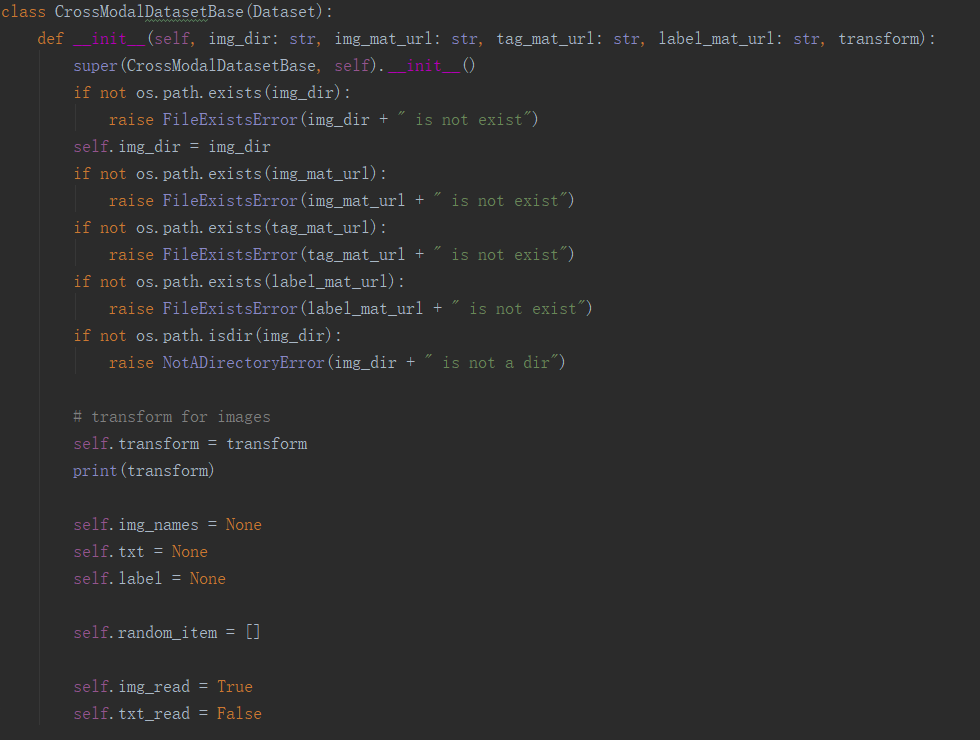 class CrossModalDatasetBase(Dataset):
    def __init__(self, img_dir: str, img_mat_url: str, tag_mat_url: str, label_mat_url: str, transform):
        super(CrossModalDatasetBase, self).__init__()
        if not os.path.exists(img_dir):
            raise FileExistsError(img_dir + " is not exist")
        self.img_dir = img_dir
        if not os.path.exists(img_mat_url):
            raise FileExistsError(img_mat_url + " is not exist")
        if not os.path.exists(tag_mat_url):
            raise FileExistsError(tag_mat_url + " is not exist")
        if not os.path.exists(label_mat_url):
            raise FileExistsError(label_mat_url + " is not exist")
        if not os.path.isdir(img_dir):
            raise NotADirectoryError(img_dir + " is not a dir")
        # transform for images
        self.transform = transform
        print(transform)
        self.img_names = None
        self.txt = None
        self.label = None
        self.random_item = []
        self.img_read = True
        self.txt_read = False